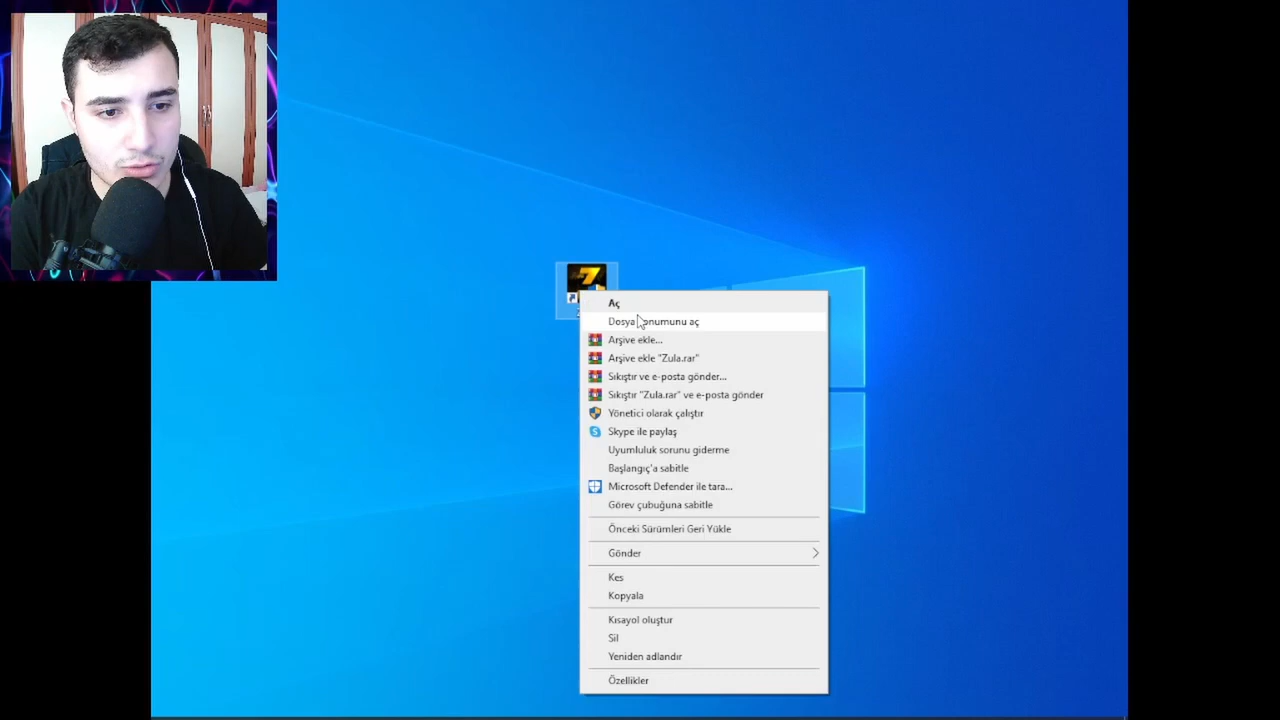 Aç
Dosya konumunu aç
Arşive ekle...
Arşive ekle "Zula.rar"
Sıkıştır ve e-posta gönder...
Sıkıştır "Zula.rar" ve e-posta gönder
Yönetici olarak çalıştır
Skype ile paylaş
Uyumluluk sorunu giderme
Başlangıç'a sabitle
Microsoft Defender ile tara...
Görev çubuğuna sabitle
Önceki Sürümleri Geri Yükle
Gönder
Kes
Kopyala
Kısayol oluştur
Sil
Yeniden adlandır
Özellikler